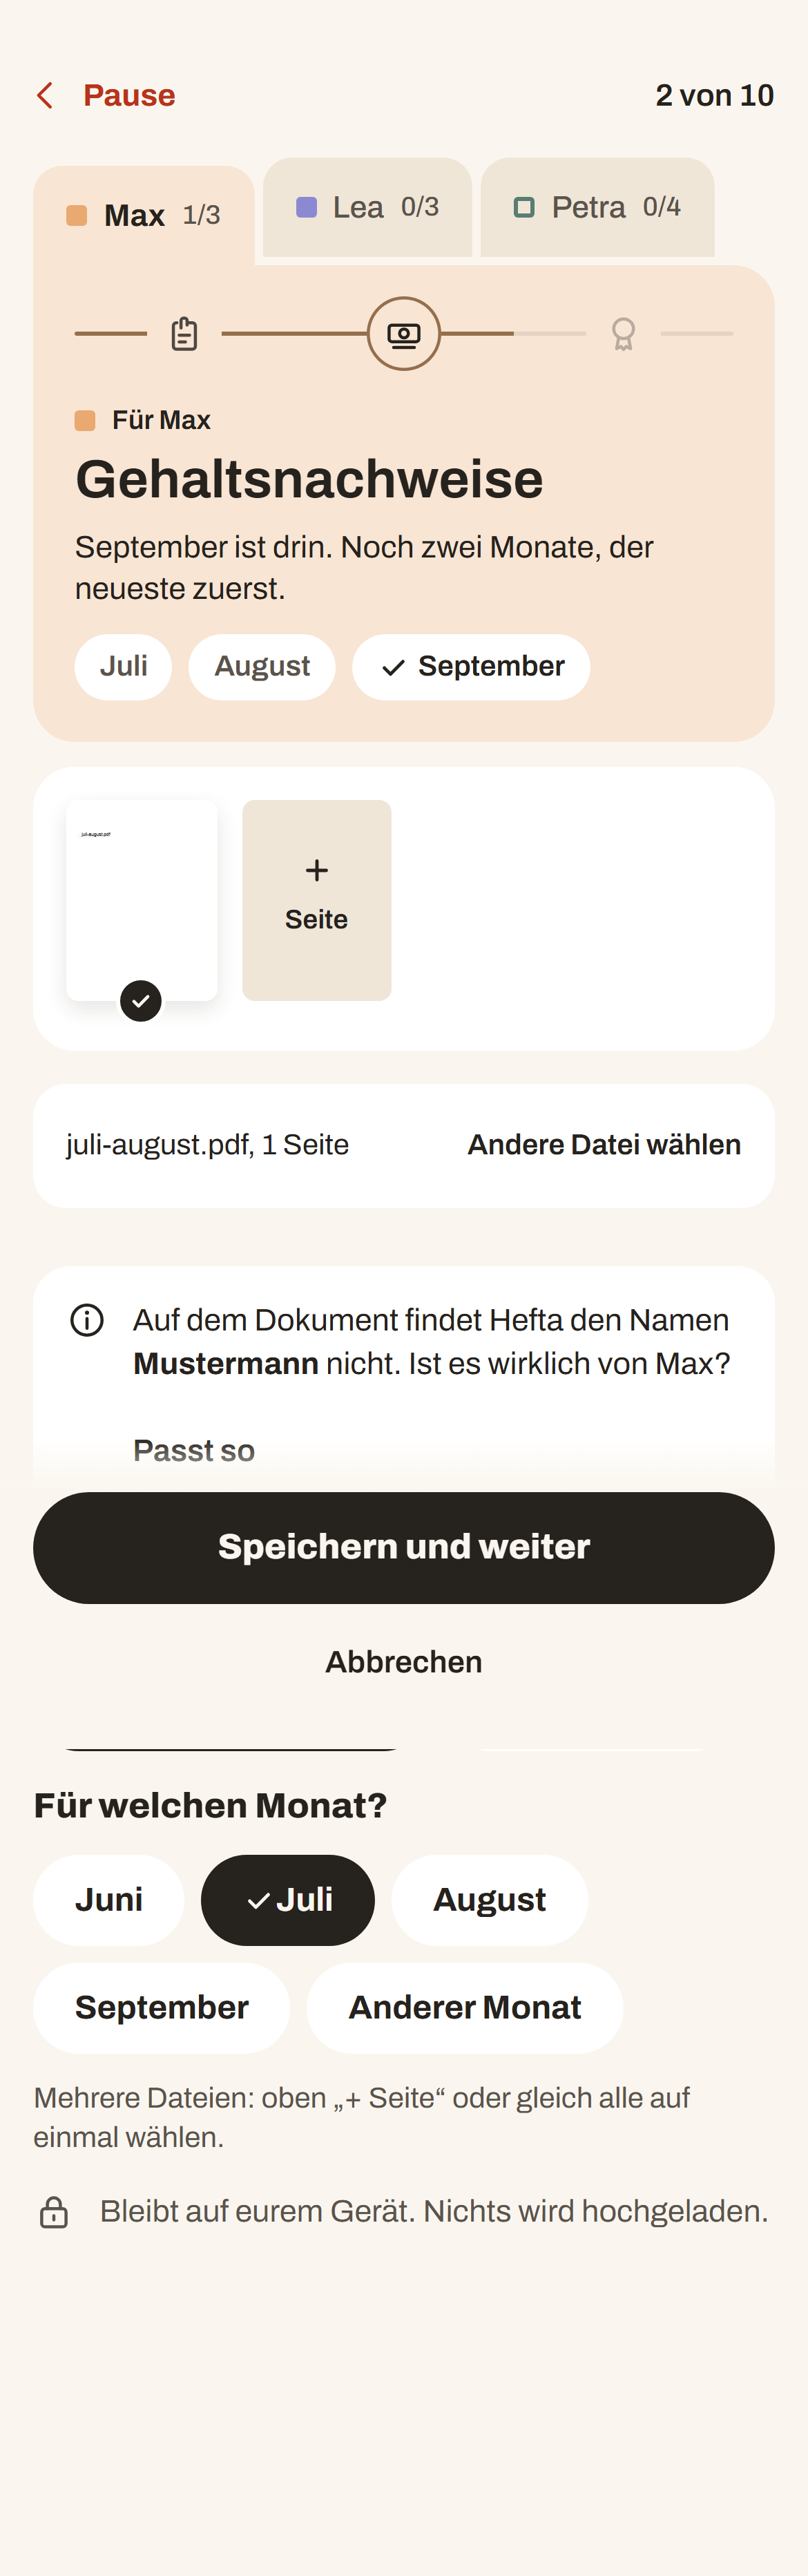 Pause
2 von 10
Max 1/3
Lea 0/3
Petra 0/4
Für Max
Gehaltsnachweise
September ist drin. Noch zwei Monate, der
neueste zuerst.
Juli
August
September
juli-august.pdf
Seite
juli-august.pdf, 1 Seite
Andere Datei wählen
Auf dem Dokument findet Hefta den Namen
Mustermann nicht. Ist es wirklich von Max?
Passt so
Speichern und weiter
Abbrechen
Für welchen Monat?
Juni
Juli
August
September
Anderer Monat
Mehrere Dateien: oben „+ Seite“ oder gleich alle auf
einmal wählen.
Bleibt auf eurem Gerät. Nichts wird hochgeladen.